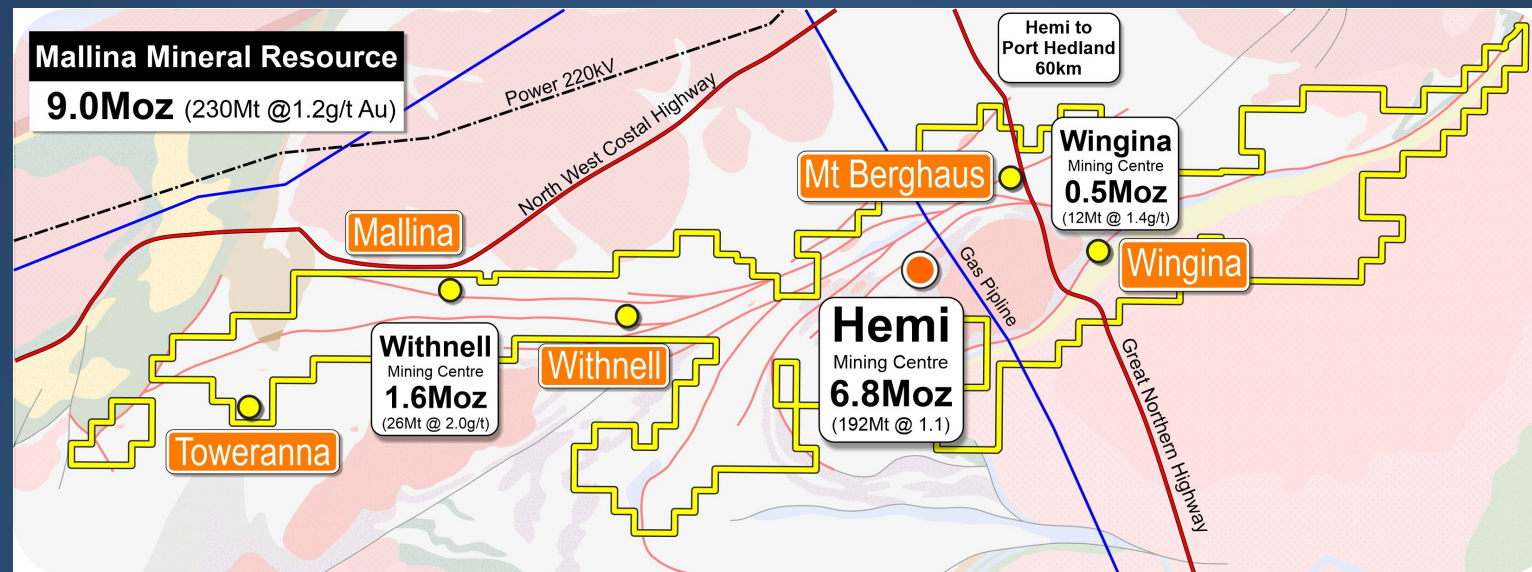 Mallina Mineral Resource
9.0Moz (230Mt @1.2g/t Au)
Power 220kV
North West Costal Highway
Hemi to
Port Hedland
60km
Mt Berghaus
Wingina
Mining Centre
0.5Moz
(12Mt @ 1.4g/t)
Wingina
Mallina
Gas Pipline
Withnell
Mining Centre
1.6Moz
(26Mt @ 2.0g/t)
Withnell
Hemi
Mining Centre
6.8Moz
(192Mt @ 1.1)
Great Northern Highway
Toweranna